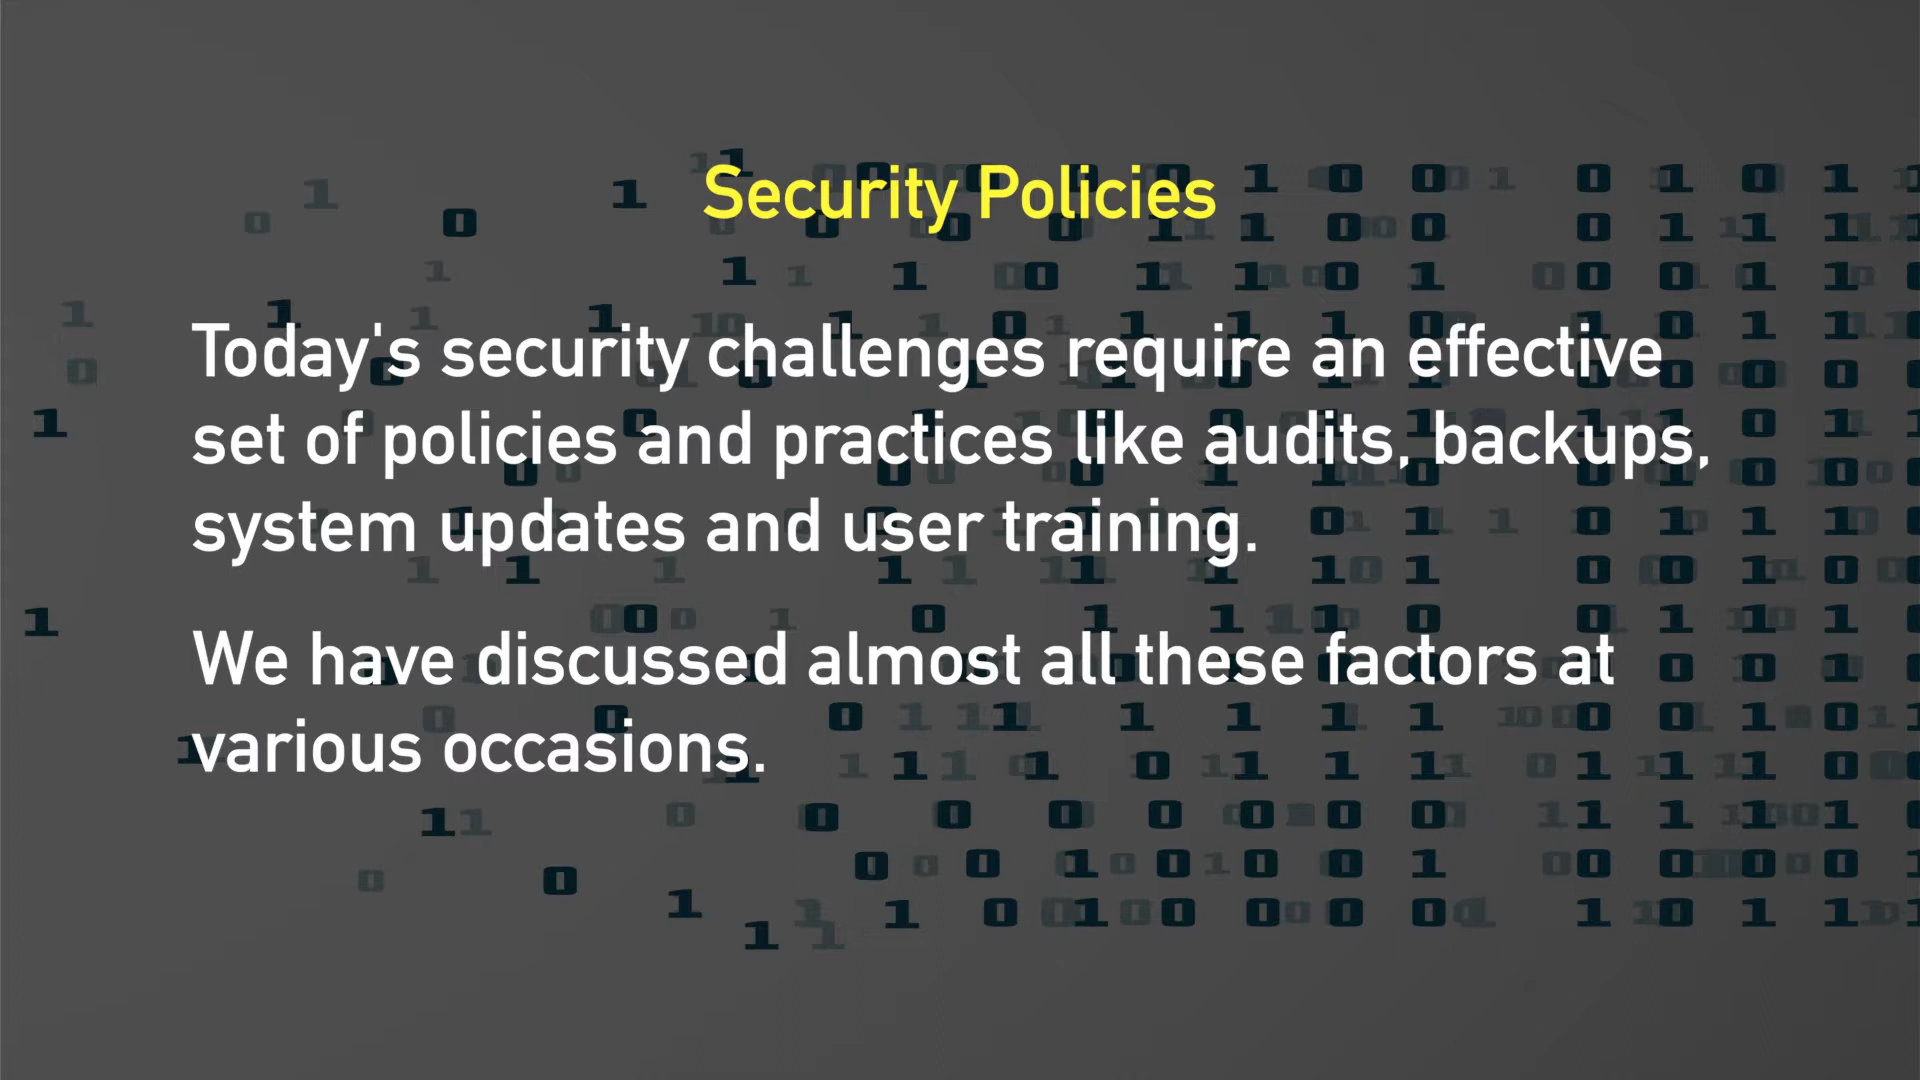 Security Policies
Today's security challenges require an effective
set of policies and practices like audits, backups,
system updates and user training.
We have discussed almost all these factors at
various occasions.